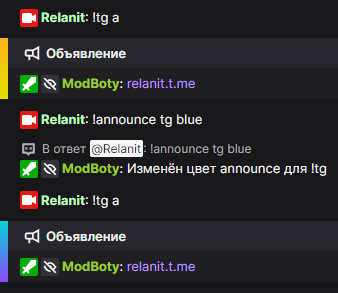 Relanit: !tg a
Объявление
ModBoty: relanit.t.me
Relanit: !announce tg blue
В ответ @Relanit: !announce tg blue
ModBoty: Изменён цвет announce для !tg
Relanit: !tg a
Объявление
ModBoty: relanit.t.me